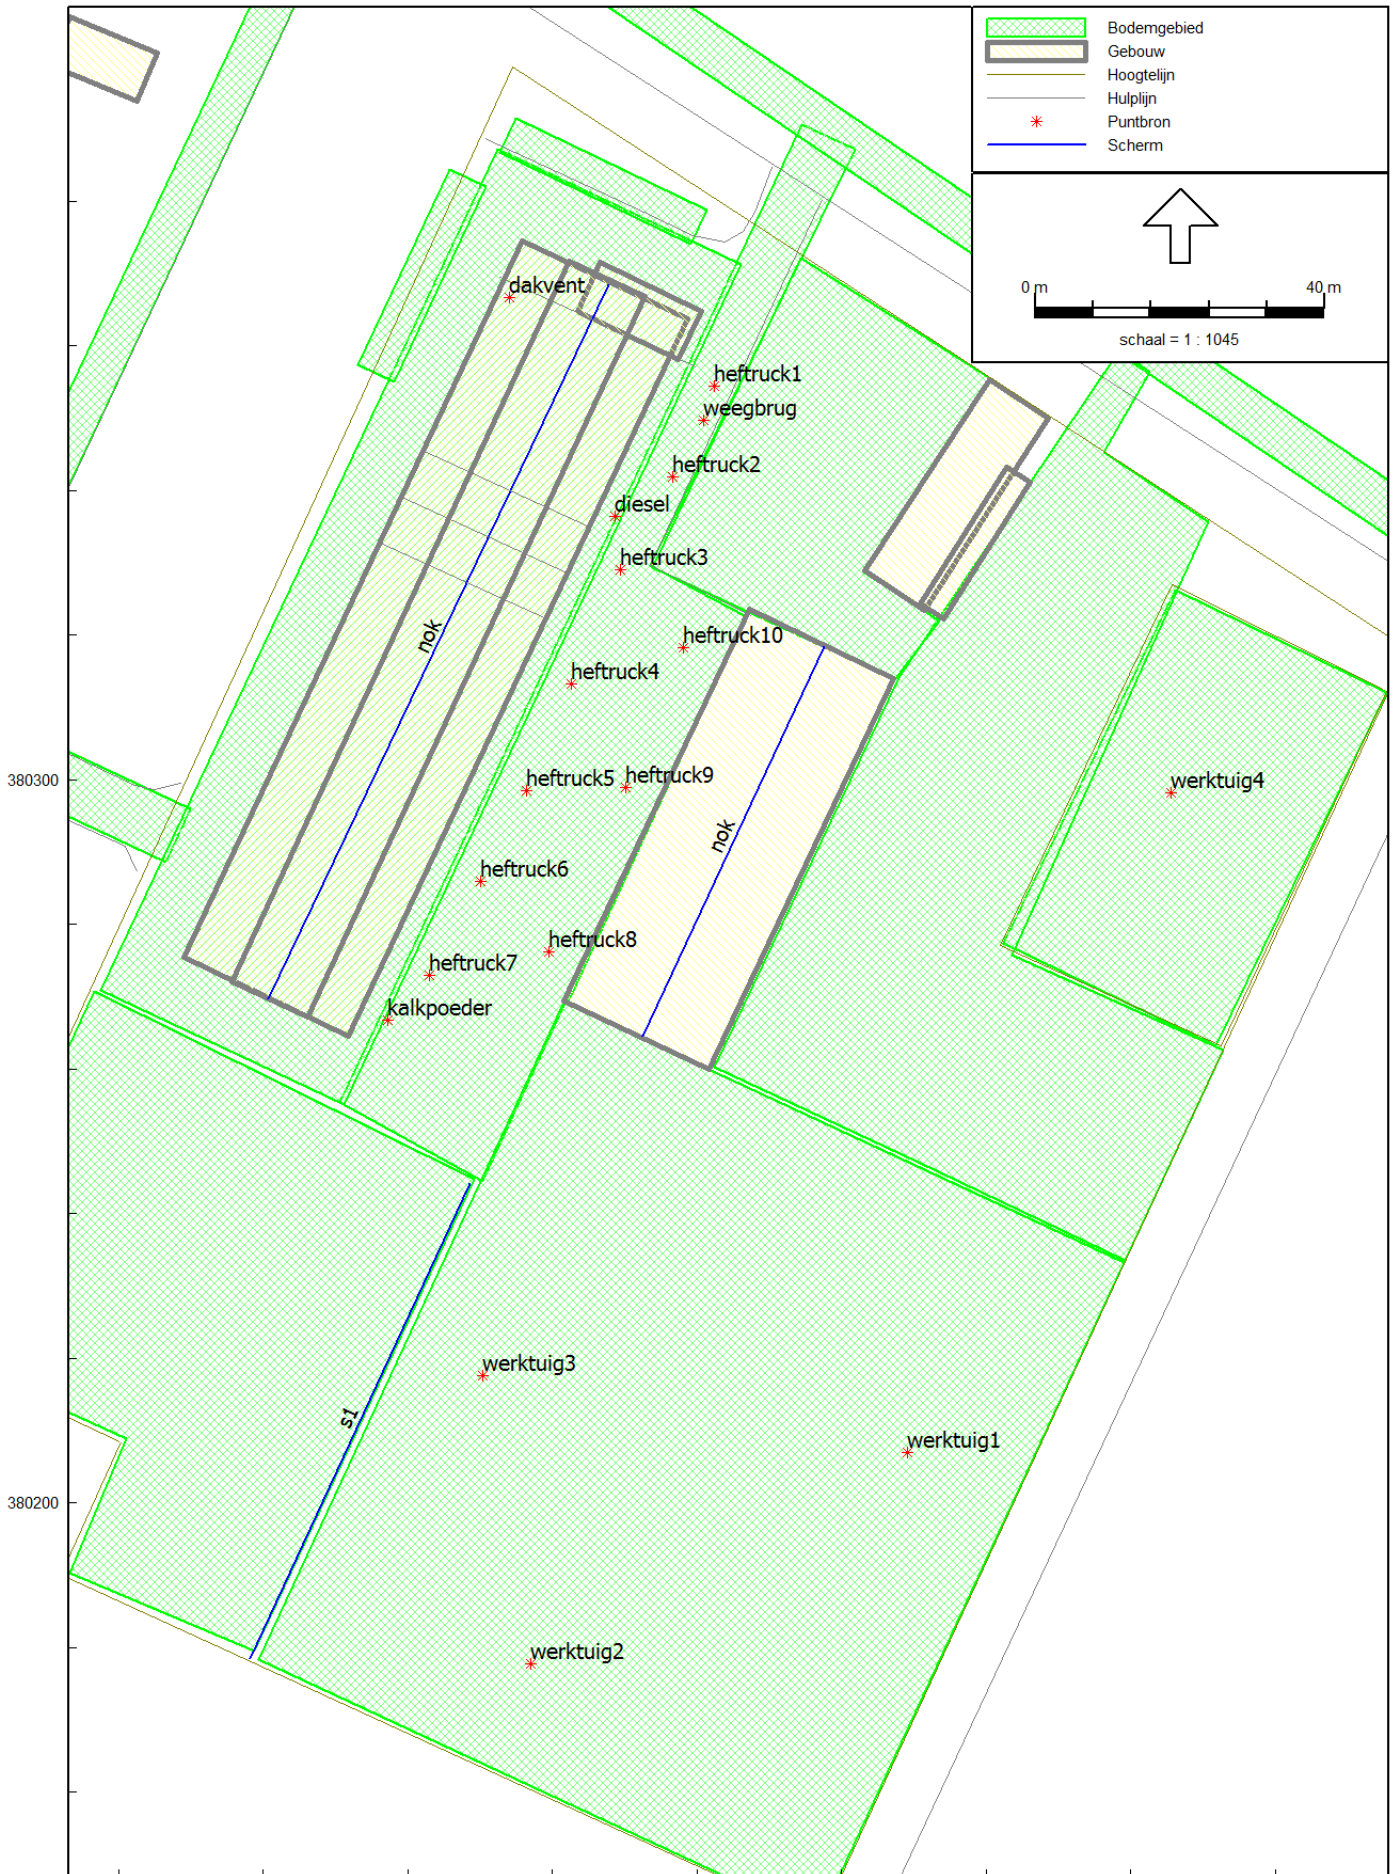 Bodemgebied
Gebouw
Hoogtelijn
Hulplijn
Puntbron
Scherm
0 m
40 m
schaal = 1 : 1045
dakvent
heftruck1
weegbrug
heftruck2
diesel
heftruck3
nok
heftruck10
heftruck4
380300
heftruck5
heftruck9
werktuig4
nok
heftruck6
heftruck8
heftruck7
kalkpoeder
werktuig3
s1
werktuig1
380200
werktuig2